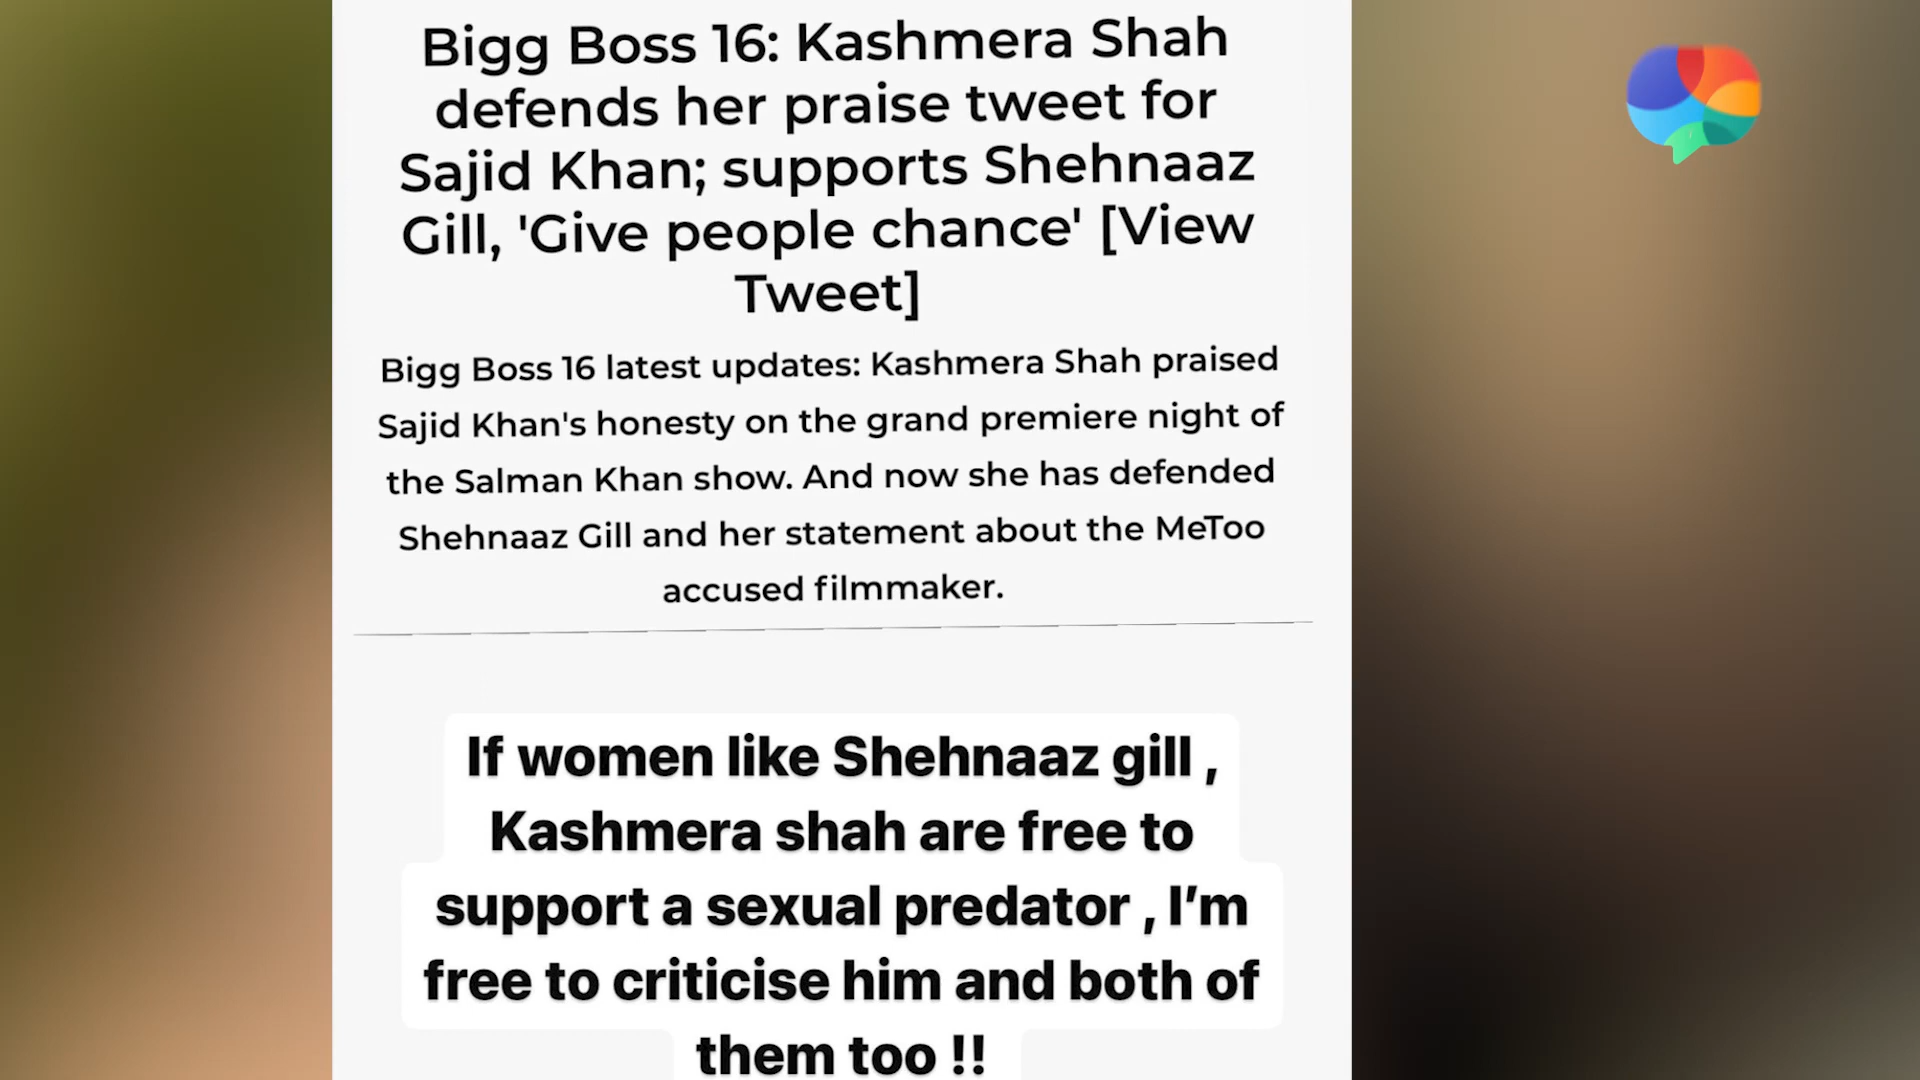 Bigg Boss 16: Kashmera Shah
defends her praise tweet for
Sajid Khan; supports Shehnaaz
Gill, 'Give people chance' [View
Tweet]
Bigg Boss 16 latest updates: Kashmera Shah praised
Sajid Khan's honesty on the grand premiere night of
the Salman Khan show. And now she has defended
Shehnaaz Gill and her statement about the MeToo
accused filmmaker.
If women like Shehnaaz gill ,
Kashmera shah are free to
support a sexual predator , I’m
free to criticise him and both of
them too !!